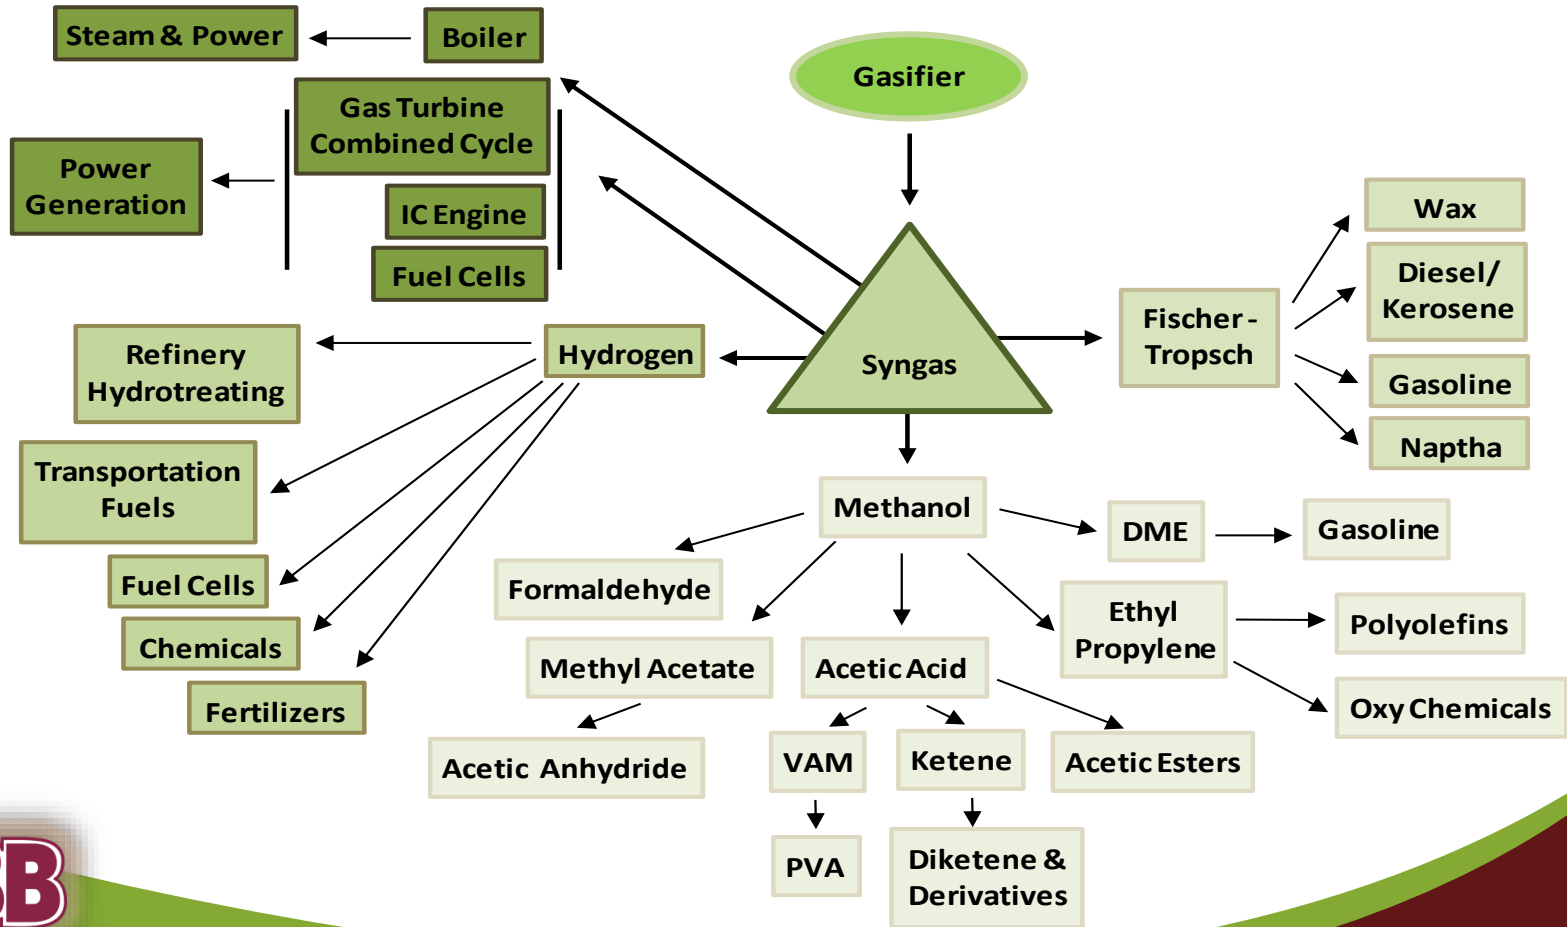 Steam & Power
Boiler
Gasifier
Gas Turbine
Combined Cycle
Power
Generation
IC Engine
Fuel Cells
Wax
Diesel/
Kerosene
Fischer -
Tropsch
Gasoline
Naptha
Syngas
Hydrogen
Refinery
Hydrotreating
Transportation
Fuels
Fuel Cells
Chemicals
Fertilizers
Methanol
DME
Gasoline
Formaldehyde
Ethyl
Propylene
Polyolefins
Oxy Chemicals
Methyl Acetate
Acetic Acid
Acetic Anhydride
VAM
Ketene
Acetic Esters
PVA
Diketene &
Derivatives
B